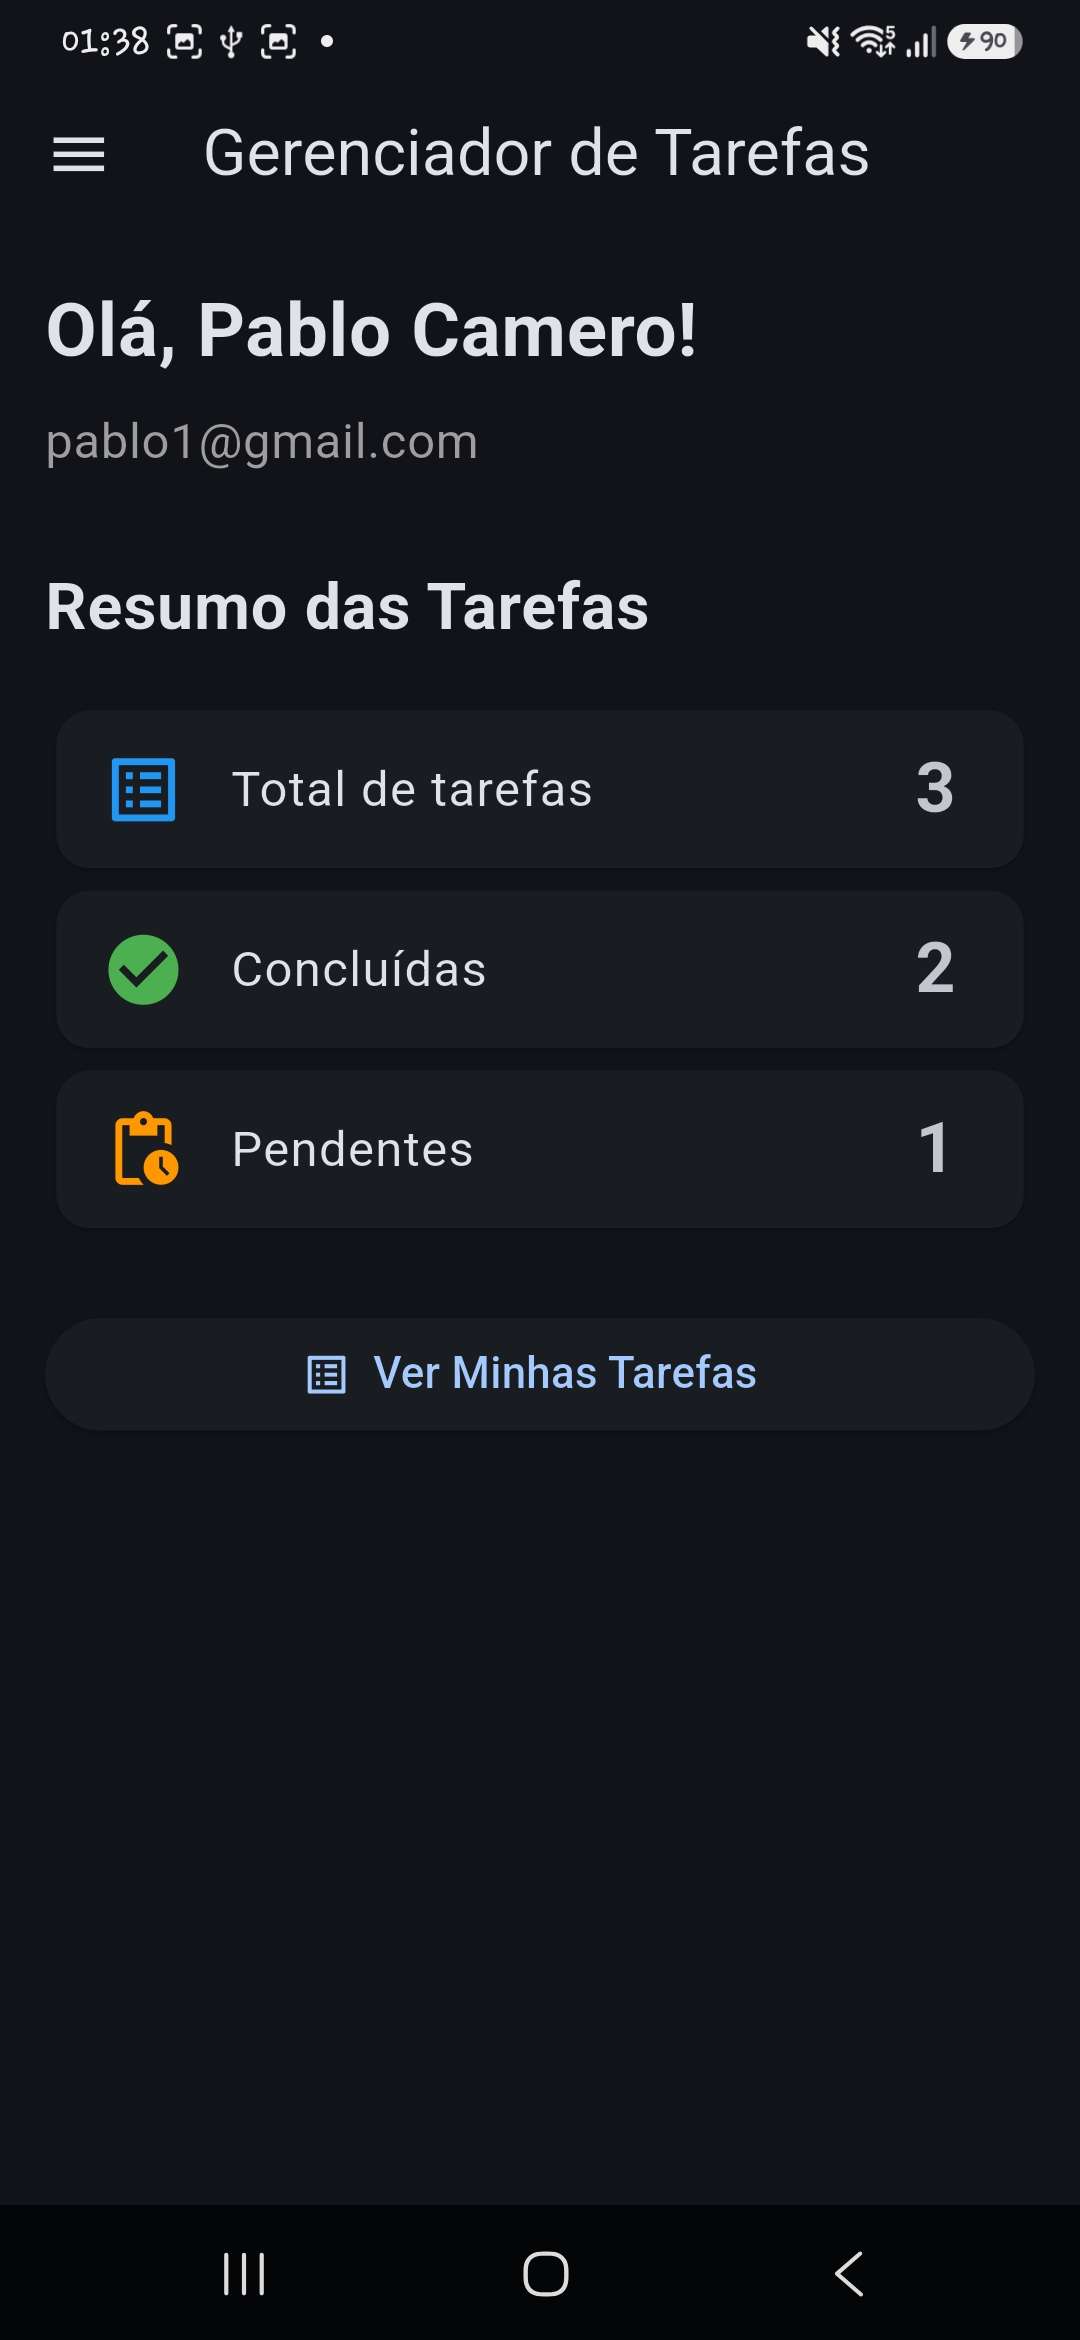 01:38 5 90
Gerenciador de Tarefas
Olá, Pablo Camero!
pablo1@gmail.com
Resumo das Tarefas
Total de tarefas 3
Concluídas 2
Pendentes 1
Ver Minhas Tarefas